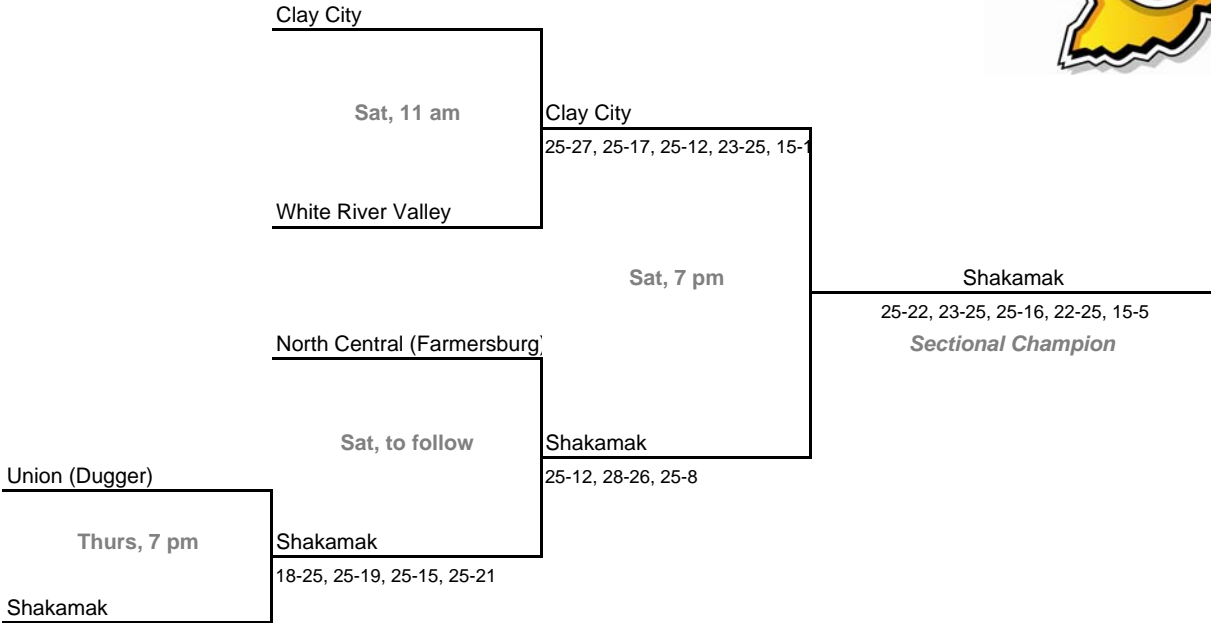 Clay City
Sat, 11 am
Clay City
25-27, 25-17, 25-12, 23-25, 15-1
White River Valley
Sat, 7 pm
Shakamak
25-22, 23-25, 25-16, 22-25, 15-5
Sectional Champion
North Central (Farmersburg)
Sat, to follow
Shakamak
25-12, 28-26, 25-8
Union (Dugger)
Thurs, 7 pm
Shakamak
18-25, 25-19, 25-15, 25-21
Shakamak